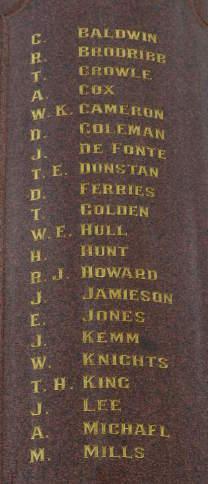 C. BALDWIN
R. BRODRIBB
T. CROWLE
A. COX
W. K. CAMERON
D. COLEMAN
J. DE FONTE
T. E. DUNSTAN
D. FERRIES
T. GOLDEN
W. E. HULL
H. HUNT
R. J. HOWARD
J. JAMIESON
E. JONES
J. KEMM
W. KNIGHTS
T. H. KING
J. LEE
A. MICHAEL
M. MILLS